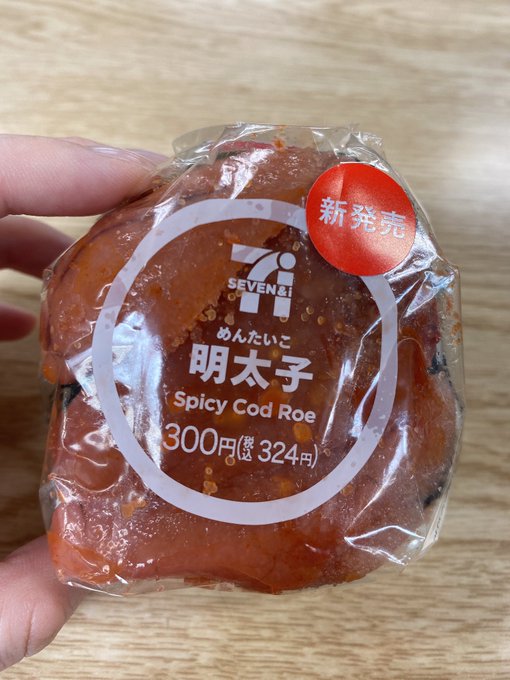 新発売
SEVEN&i
めんたいこ
明太子
Spicy Cod Roe
300円(税込 324円)